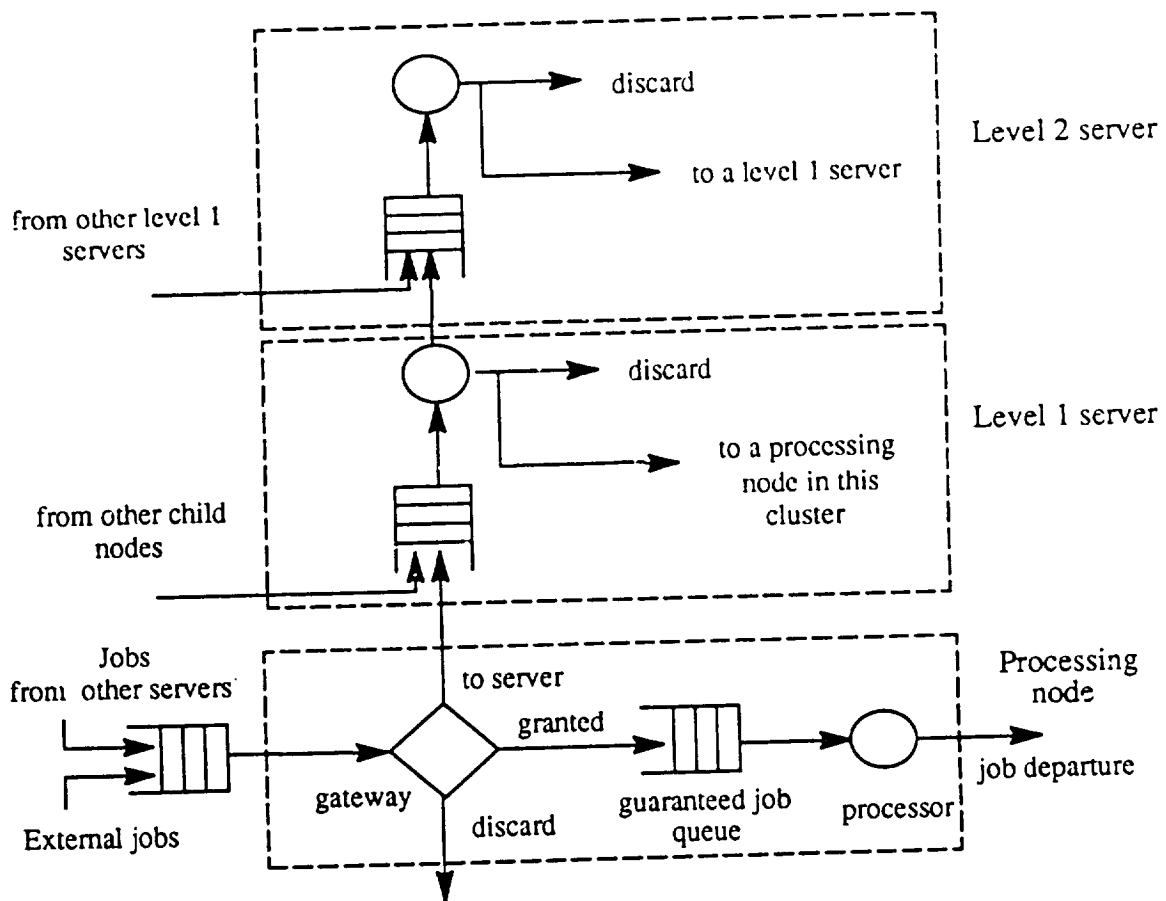 discard
Level 2 server
to a level 1 server
from other level 1
servers
discard
Level 1 server
to a processing
node in this
cluster
from other child
nodes
Jobs
from other servers
to server
Processing
node
granted
gateway
guaranteed job
queue
processor
job departure
discard
External jobs